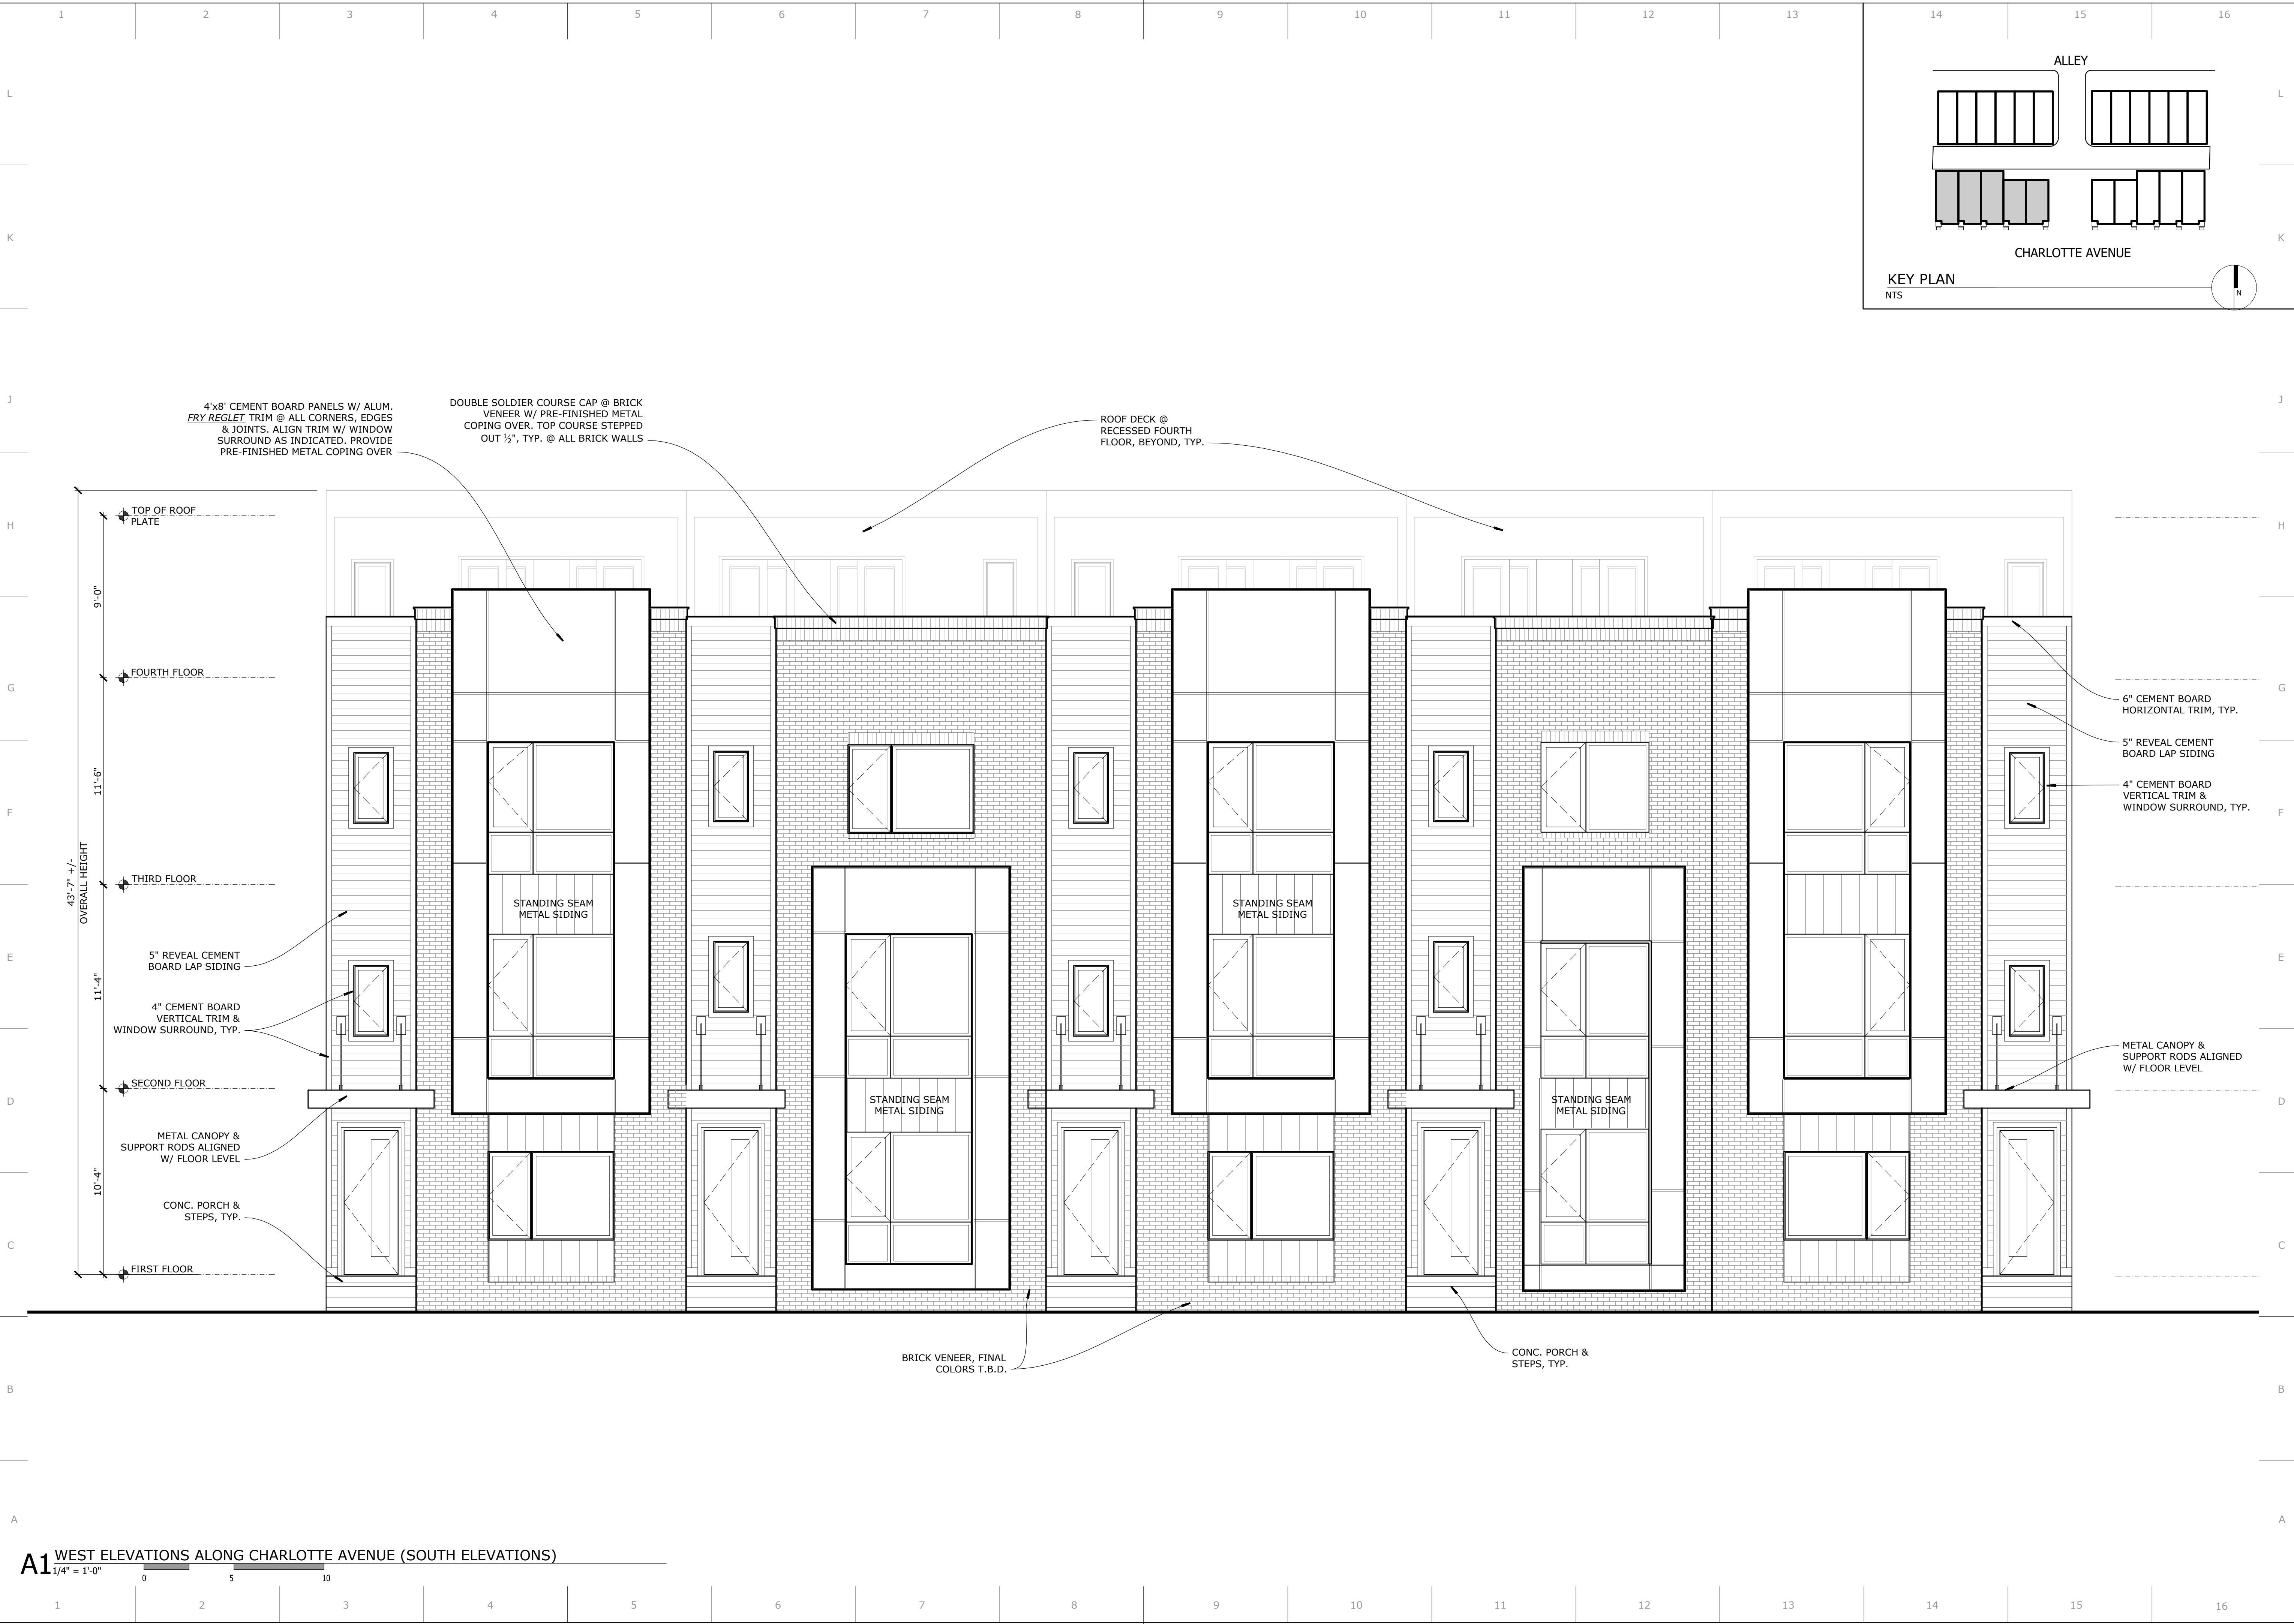 1 2 3 4 5 6 7 8 9 10 11 12 13 14 15 16
L L
K K
J J
H H
G G
F F
E E
D D
C C
B B
A A
ALLEY
CHARLOTTE AVENUE
KEY PLAN
NTS
N
4'x8' CEMENT BOARD PANELS W/ ALUM.
FRY REGLET TRIM @ ALL CORNERS, EDGES
& JOINTS. ALIGN TRIM W/ WINDOW
SURROUND AS INDICATED. PROVIDE
PRE-FINISHED METAL COPING OVER
DOUBLE SOLDIER COURSE CAP @ BRICK
VENEER W/ PRE-FINISHED METAL
COPING OVER. TOP COURSE STEPPED
OUT ½", TYP. @ ALL BRICK WALLS
ROOF DECK @
RECESSED FOURTH
FLOOR, BEYOND, TYP.
TOP OF ROOF
PLATE
9'-0"
FOURTH FLOOR
11'-6"
43'-7" +/-
OVERALL HEIGHT
THIRD FLOOR
11'-4"
SECOND FLOOR
10'-4"
FIRST FLOOR
5" REVEAL CEMENT
BOARD LAP SIDING
4" CEMENT BOARD
VERTICAL TRIM &
WINDOW SURROUND, TYP.
METAL CANOPY &
SUPPORT RODS ALIGNED
W/ FLOOR LEVEL
CONC. PORCH &
STEPS, TYP.
STANDING SEAM
METAL SIDING
STANDING SEAM
METAL SIDING
STANDING SEAM
METAL SIDING
STANDING SEAM
METAL SIDING
6" CEMENT BOARD
HORIZONTAL TRIM, TYP.
5" REVEAL CEMENT
BOARD LAP SIDING
4" CEMENT BOARD
VERTICAL TRIM &
WINDOW SURROUND, TYP.
METAL CANOPY &
SUPPORT RODS ALIGNED
W/ FLOOR LEVEL
BRICK VENEER, FINAL
COLORS T.B.D.
CONC. PORCH &
STEPS, TYP.
A1 WEST ELEVATIONS ALONG CHARLOTTE AVENUE (SOUTH ELEVATIONS)
1/4" = 1'-0"
0 5 10
1 2 3 4 5 6 7 8 9 10 11 12 13 14 15 16